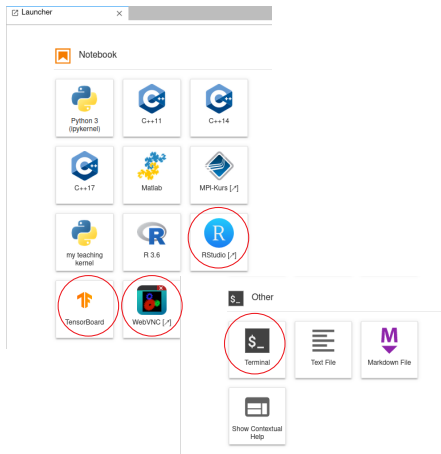 Launcher
Notebook
Python 3
(ipykernel)
C++11
C++14
C++17
Matlab
MPI-Kurs [↗]
my teaching
kernel
R 3.6
RStudio [↗]
TensorBoard
WebVNC [↗]
$_ Other
$_
Terminal
Text File
M
Markdown File
Show Contextual
Help